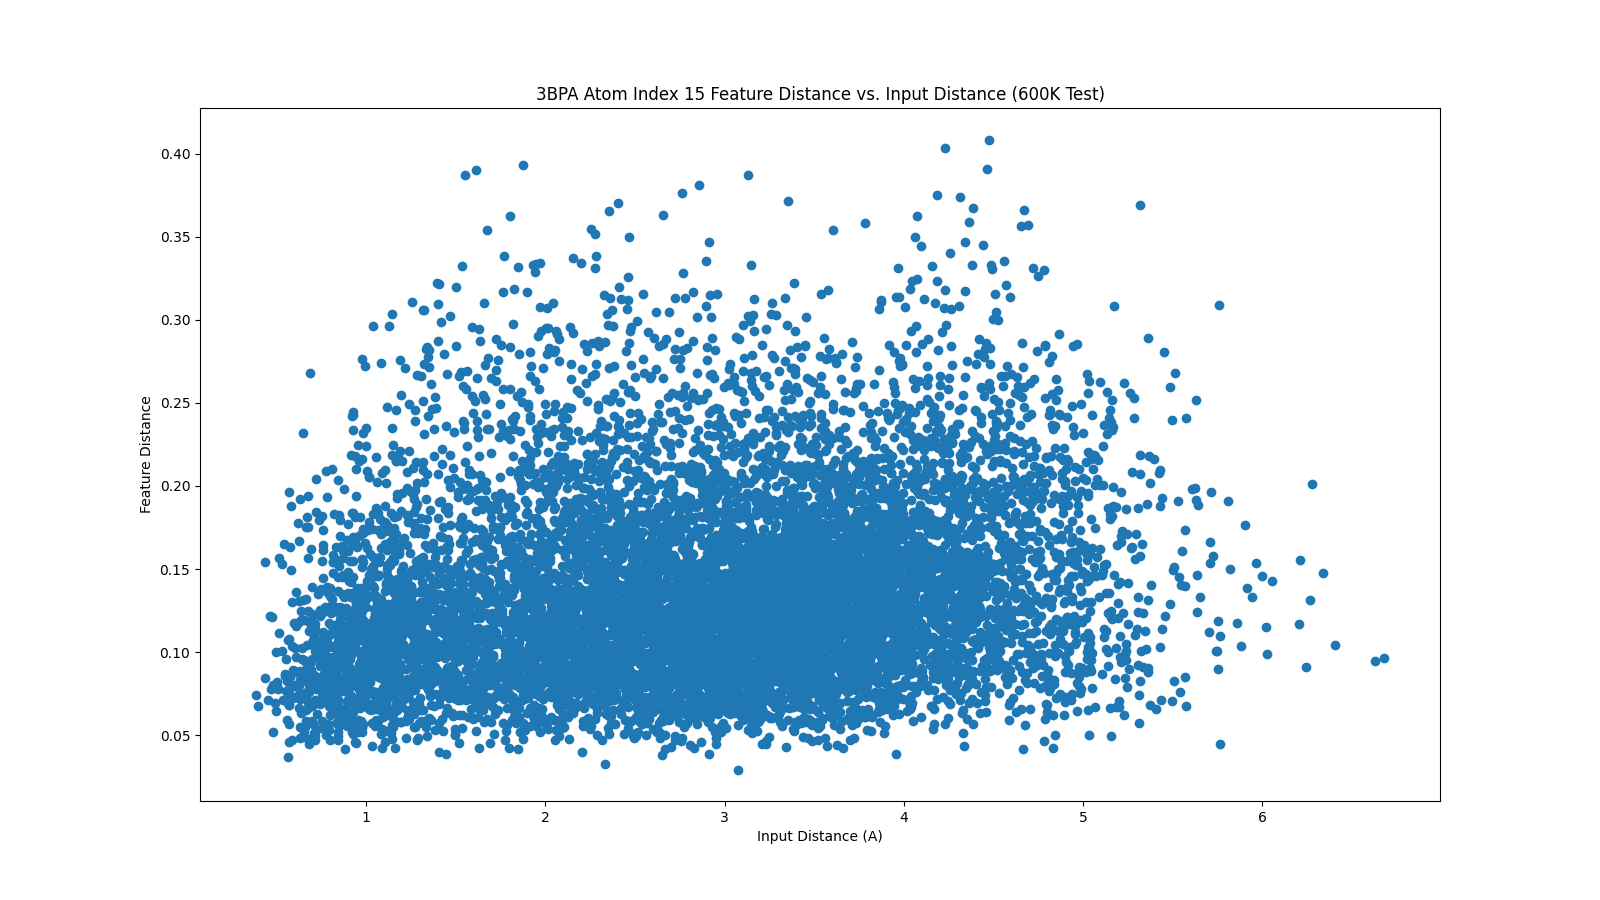 3BPA Atom Index 15 Feature Distance vs. Input Distance (600K Test)
Feature Distance
0.40
0.35
0.30
0.25
0.20
0.15
0.10
0.05
1 2 3 4 5 6
Input Distance (A)